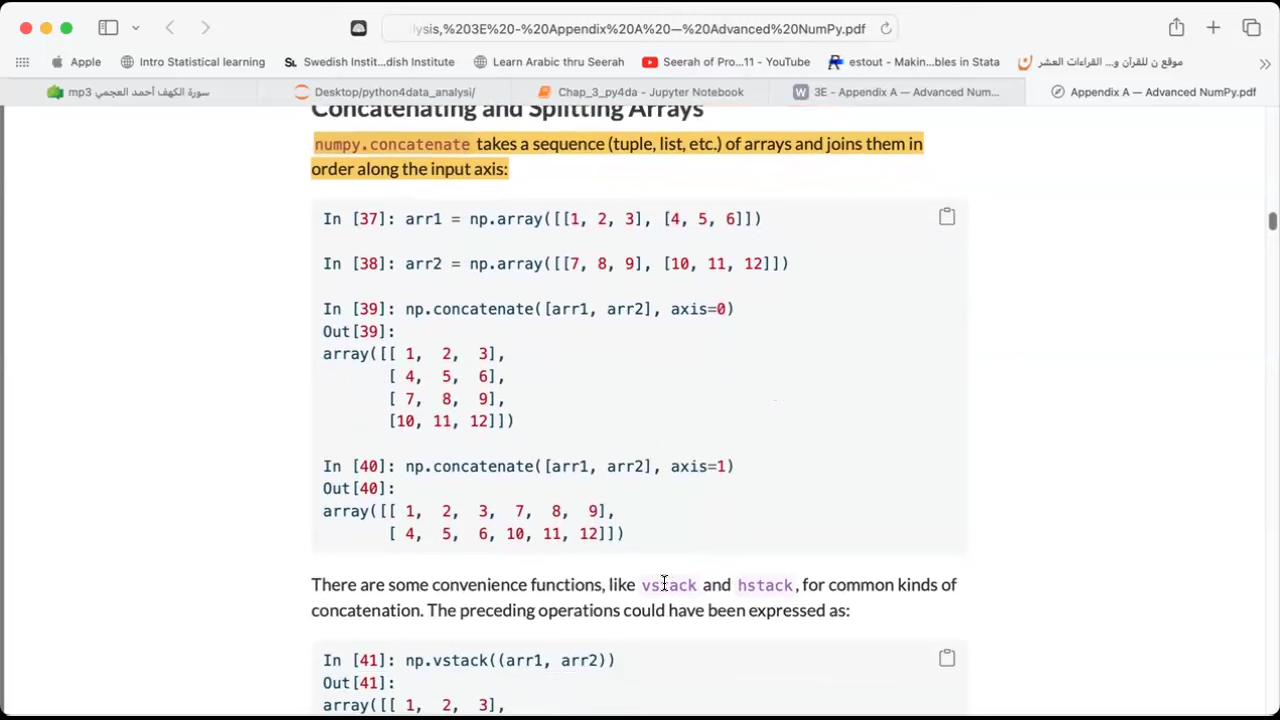 lysis,%203E%20-%20Appendix%20A%20—%20Advanced%20NumPy.pdf
Apple
Intro Statistical learning
SL Swedish Instit...dish Institute
Learn Arabic thru Seerah
Seerah of Pro...11 - YouTube
estout - Makin...bles in Stata
موقع ن للقرآن و... القراءات العشر
سورة الكهف أحمد العجمي mp3
Desktop/python4data_analysi/
Chap_3_py4da - Jupyter Notebook
W 3E - Appendix A — Advanced Num...
Appendix A — Advanced NumPy.pdf
Concatenating and Splitting Arrays
numpy.concatenate takes a sequence (tuple, list, etc.) of arrays and joins them in
order along the input axis:
In [37]: arr1 = np.array([[1, 2, 3], [4, 5, 6]])
In [38]: arr2 = np.array([[7, 8, 9], [10, 11, 12]])
In [39]: np.concatenate([arr1, arr2], axis=0)
Out[39]:
array([[ 1, 2, 3],
[ 4, 5, 6],
[ 7, 8, 9],
[10, 11, 12]])
In [40]: np.concatenate([arr1, arr2], axis=1)
Out[40]:
array([[ 1, 2, 3, 7, 8, 9],
[ 4, 5, 6, 10, 11, 12]])
There are some convenience functions, like vstack and hstack, for common kinds of
concatenation. The preceding operations could have been expressed as:
In [41]: np.vstack((arr1, arr2))
Out[41]:
array([[ 1, 2, 3],